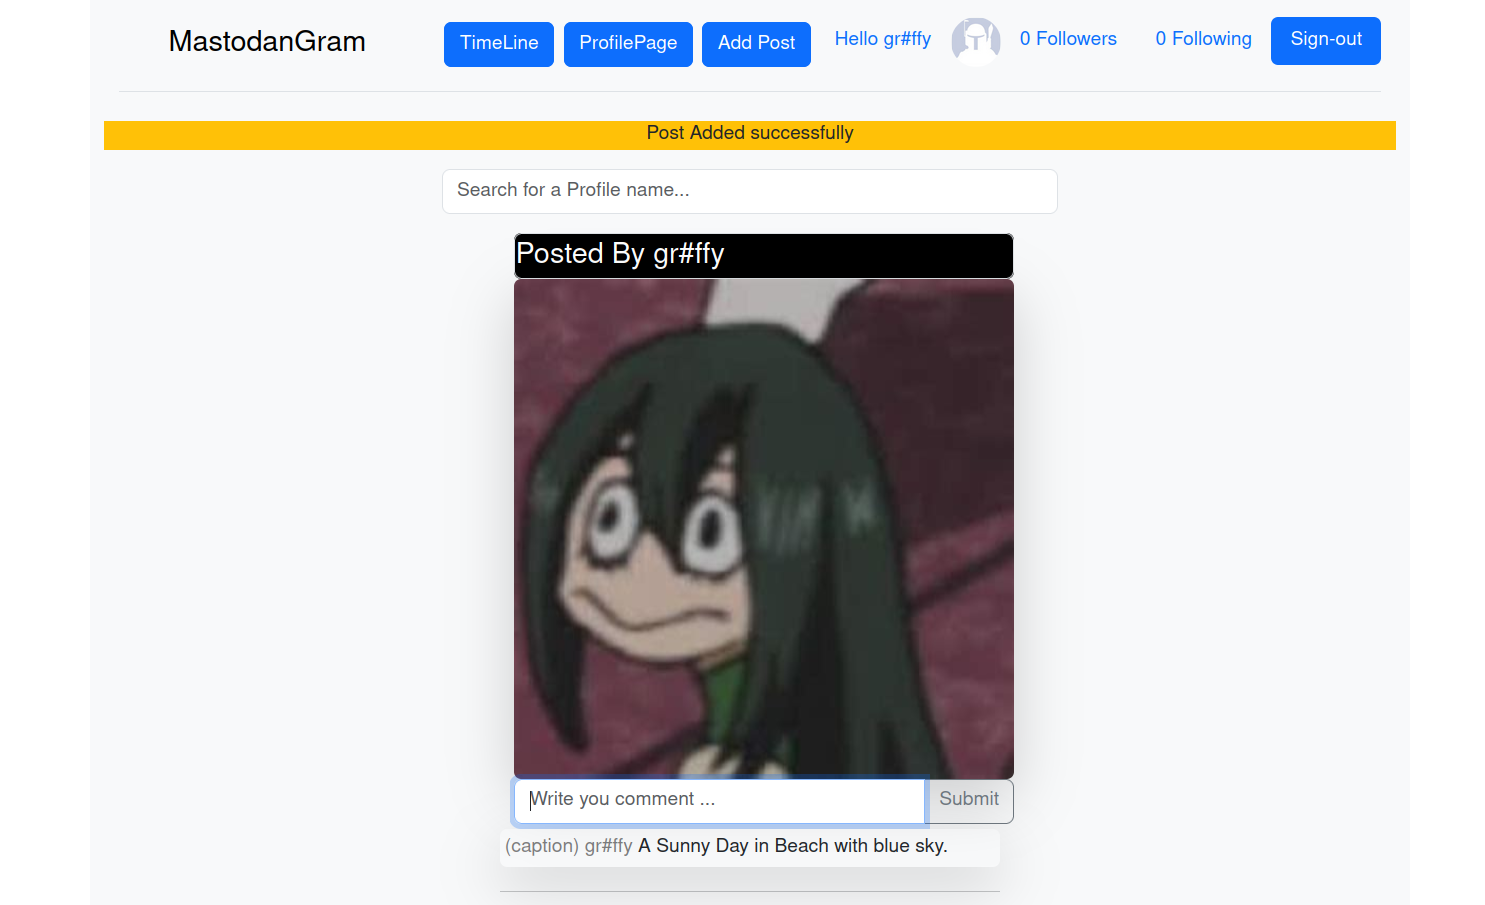 MastodanGram TimeLine ProfilePage Add Post Hello gr#ffy 0 Followers 0 Following Sign-out
Post Added successfully
Search for a Profile name...
Posted By gr#ffy
Write you comment ... Submit
(caption) gr#ffy A Sunny Day in Beach with blue sky.